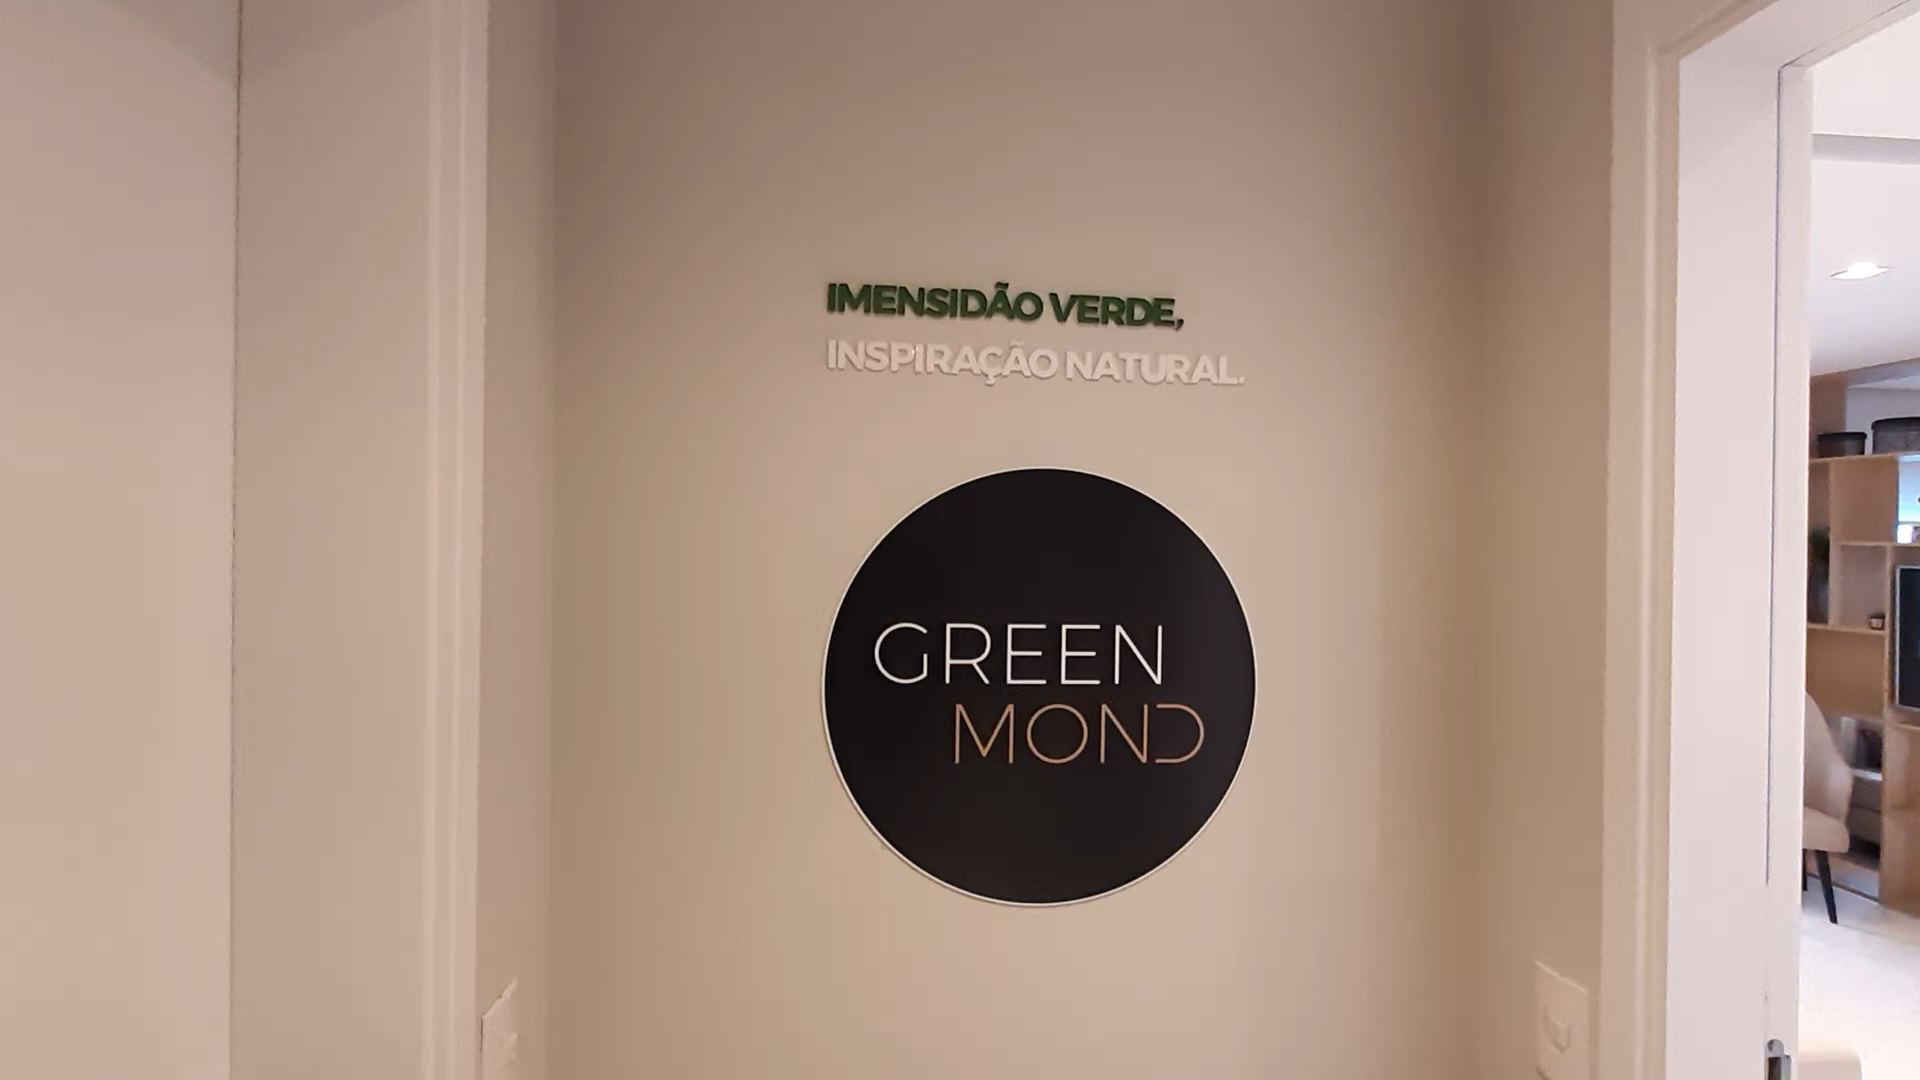 IMENSIDÃO VERDE,
INSPIRAÇÃO NATURAL.
GREEN
MOND